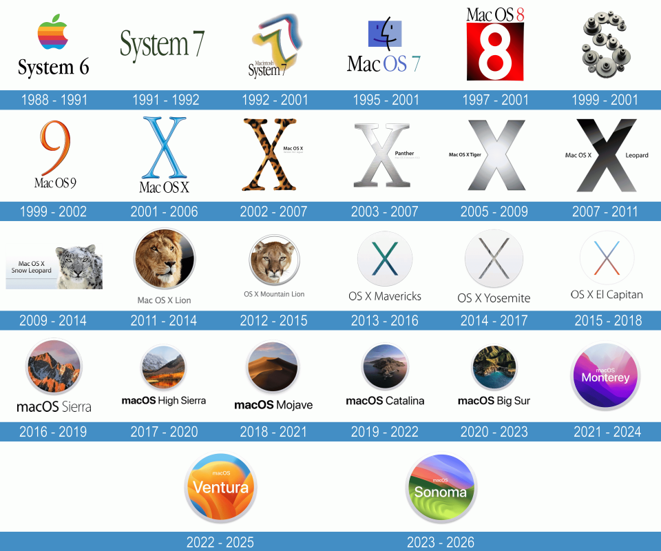 System 6
System 7
Macintosh
System 7
Mac OS 7
Mac OS 8
8
1988 - 1991
1991 - 1992
1992 - 2001
1995 - 2001
1997 - 2001
1999 - 2001
9
Mac OS 9
X
Mac OS X
X
Mac OS X
X
Panther
Mac OS X Tiger
X
Mac OS X
X
Leopard
1999 - 2002
2001 - 2006
2002 - 2007
2003 - 2007
2005 - 2009
2007 - 2011
Mac OS X
Snow Leopard
Mac OS X Lion
OS X Mountain Lion
X
OS X Mavericks
X
OS X Yosemite
X
OS X El Capitan
2009 - 2014
2011 - 2014
2012 - 2015
2013 - 2016
2014 - 2017
2015 - 2018
macOS Sierra
macOS High Sierra
macOS Mojave
macOS Catalina
macOS Big Sur
macOS
Monterey
2016 - 2019
2017 - 2020
2018 - 2021
2019 - 2022
2020 - 2023
2021 - 2024
macOS
Ventura
macOS
Sonoma
2022 - 2025
2023 - 2026